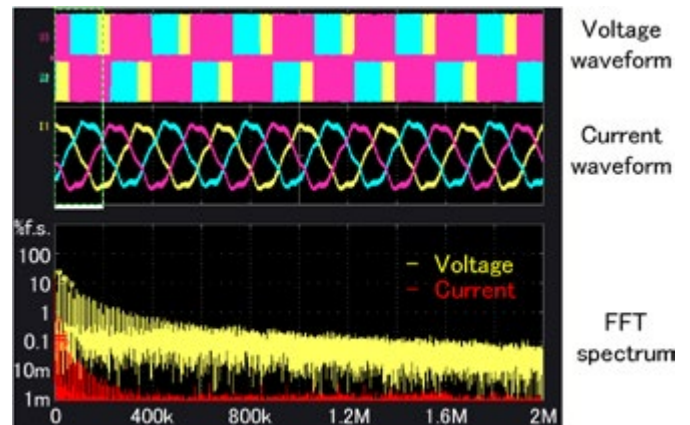 Voltage
waveform
Current
waveform
%f.s.
100
10
1
0.1
10m
1m
— Voltage
— Current
FFT
spectrum
0 400k 800k 1.2M 1.6M 2M